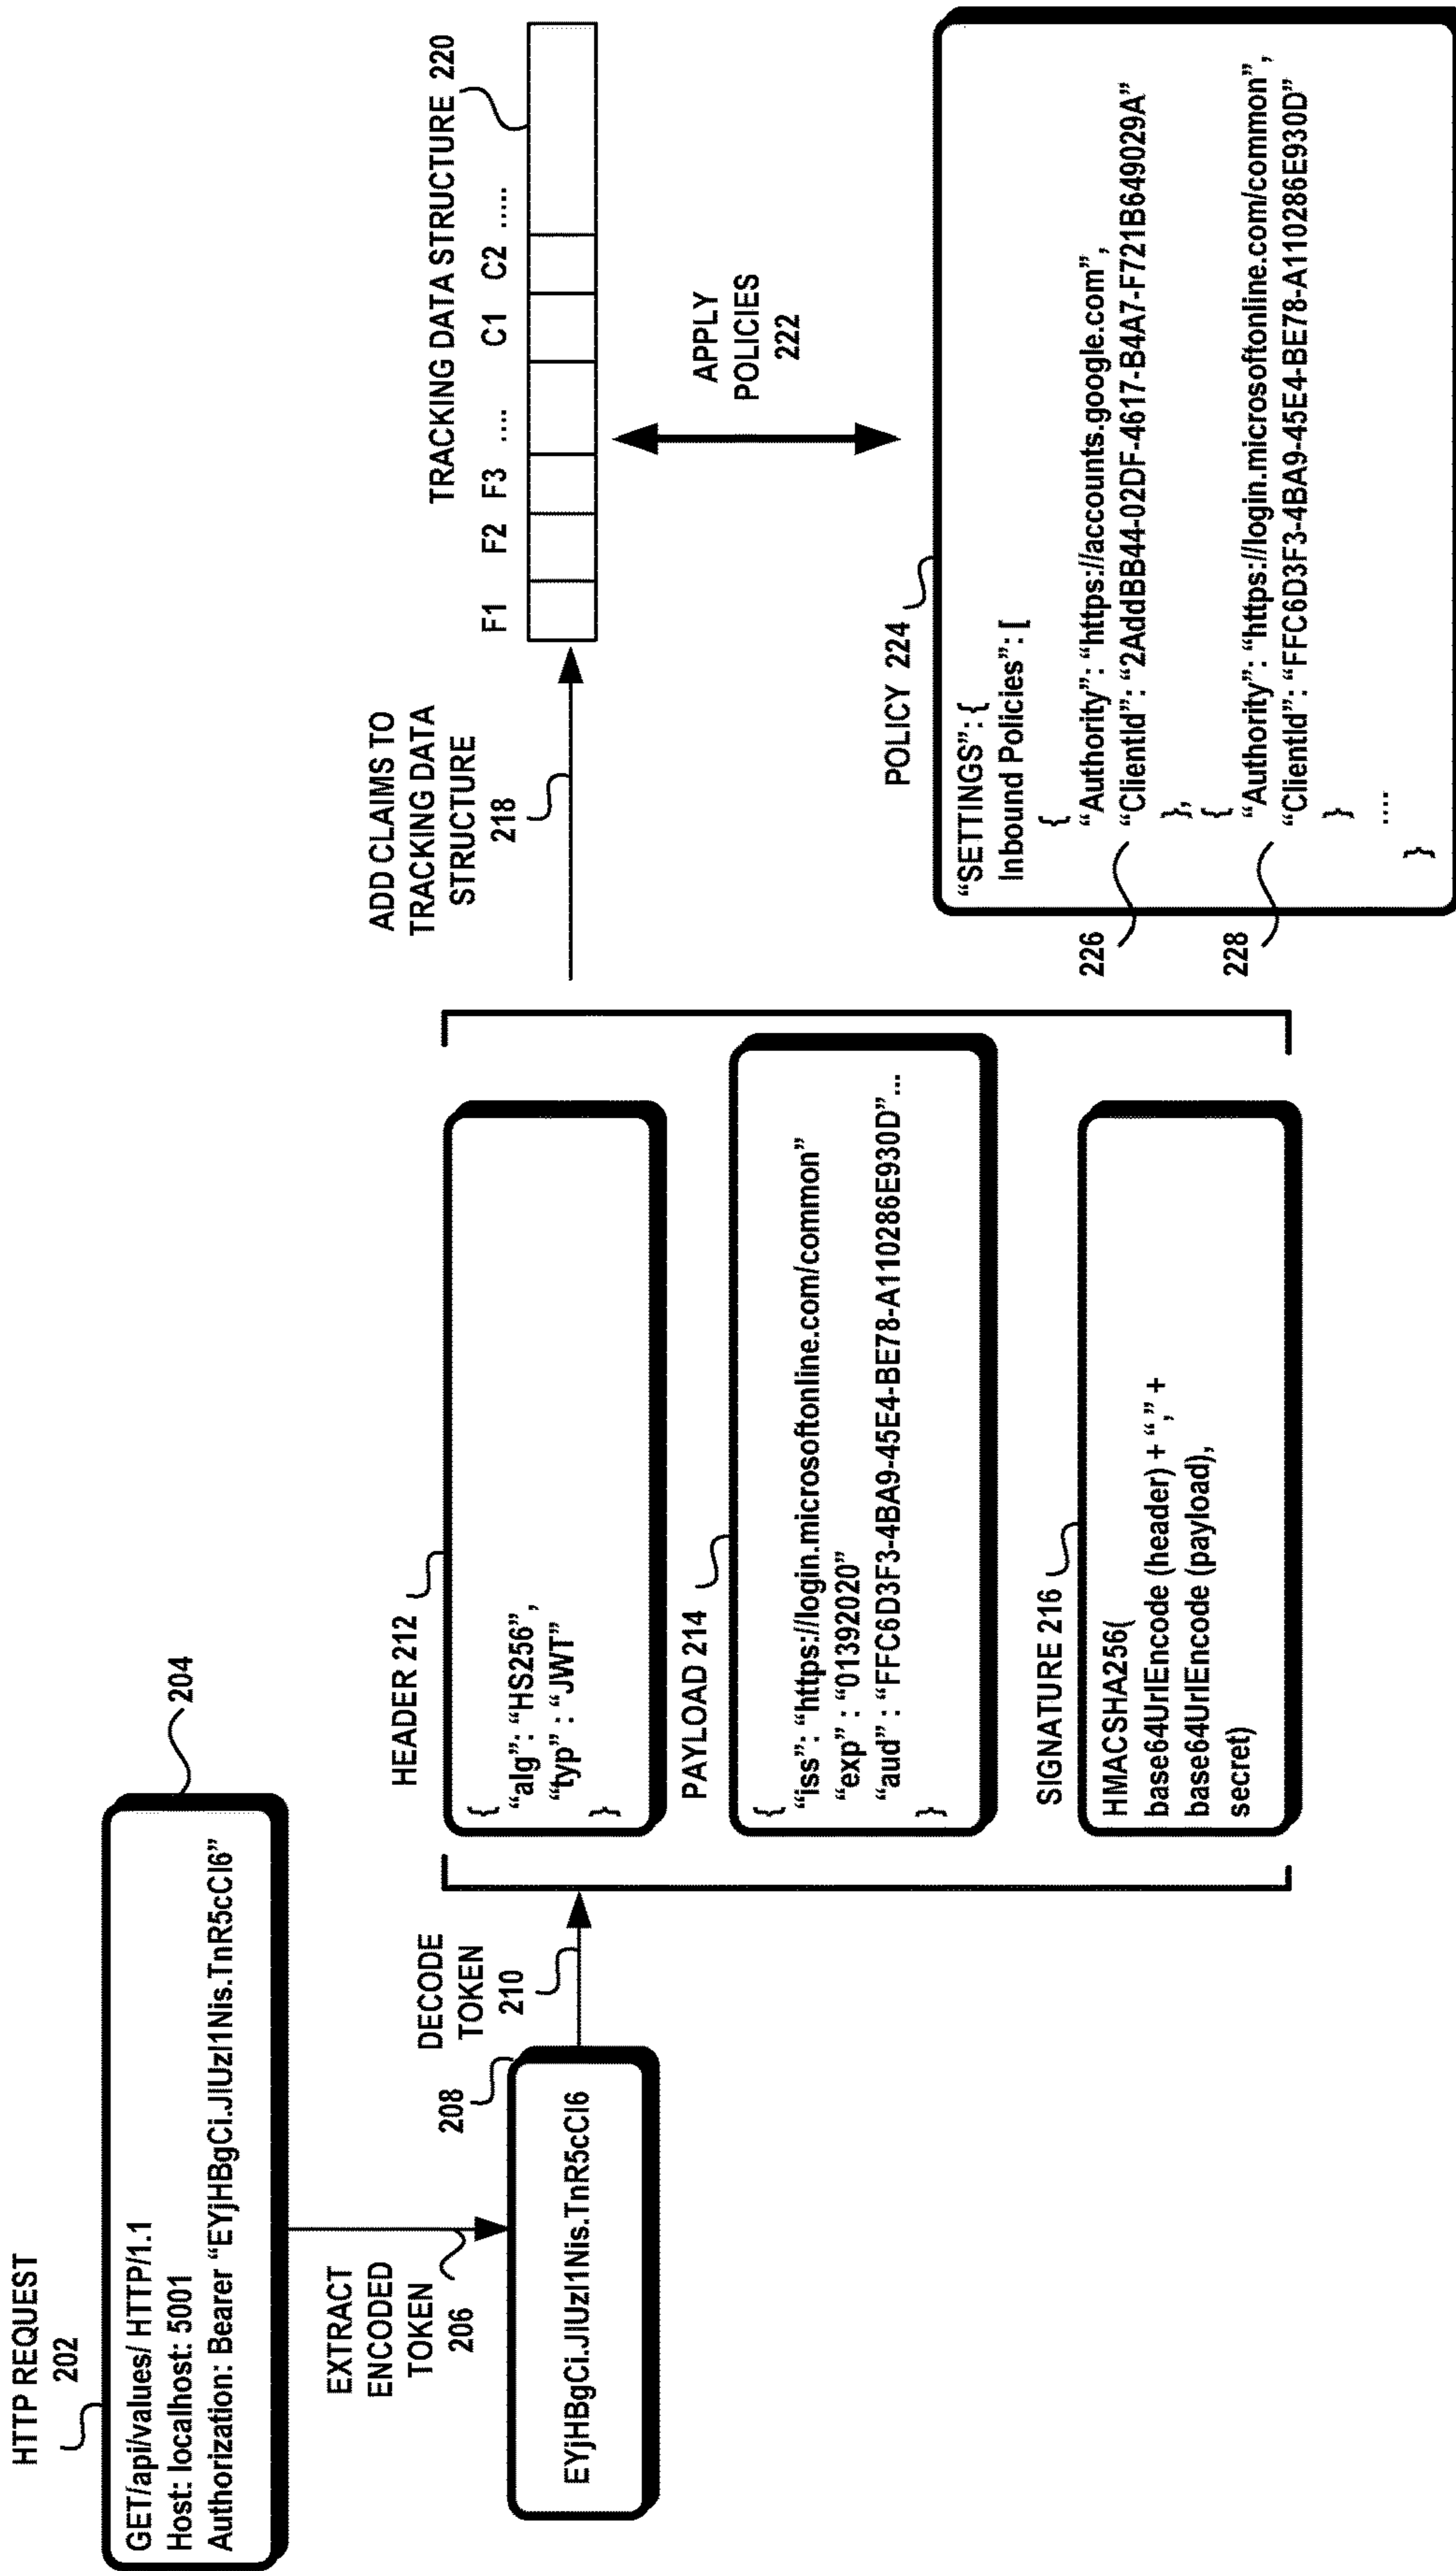 HTTP REQUEST
202
204
GET/api/values/ HTTP/1.1
Host: localhost: 5001
Authorization: Bearer “EYjHBgCi.JIUzI1Nis.TnR5cCI6”
EXTRACT
ENCODED
TOKEN
206
208
EYjHBgCi.JIUzI1Nis.TnR5cCI6
DECODE
TOKEN
210
HEADER 212
{
“alg”: “HS256”,
“typ” : “JWT”
}
PAYLOAD 214
{
“iss”: “https://login.microsoftonline.com/common”
“exp” : “01392020”
“aud” : “FFC6D3F3-4BA9-45E4-BE78-A110286E930D”...
}
SIGNATURE 216
HMACSHA256(
base64UrlEncode (header) + “,” +
base64UrlEncode (payload),
secret)
ADD CLAIMS TO
TRACKING DATA
STRUCTURE
218
TRACKING DATA STRUCTURE 220
F1 F2 F3 .... C1 C2 .....
APPLY
POLICIES
222
POLICY 224
“SETTINGS”: {
Inbound Policies”: [
{
“Authority”: “https://accounts.google.com”,
“ClientId”: “2AddBB44-02DF-4617-B4A7-F721B649029A”
},
226
{
“Authority”: “https://login.microsoftonline.com/common”,
“ClientId”: “FFC6D3F3-4BA9-45E4-BE78-A110286E930D”
}
228
....
}